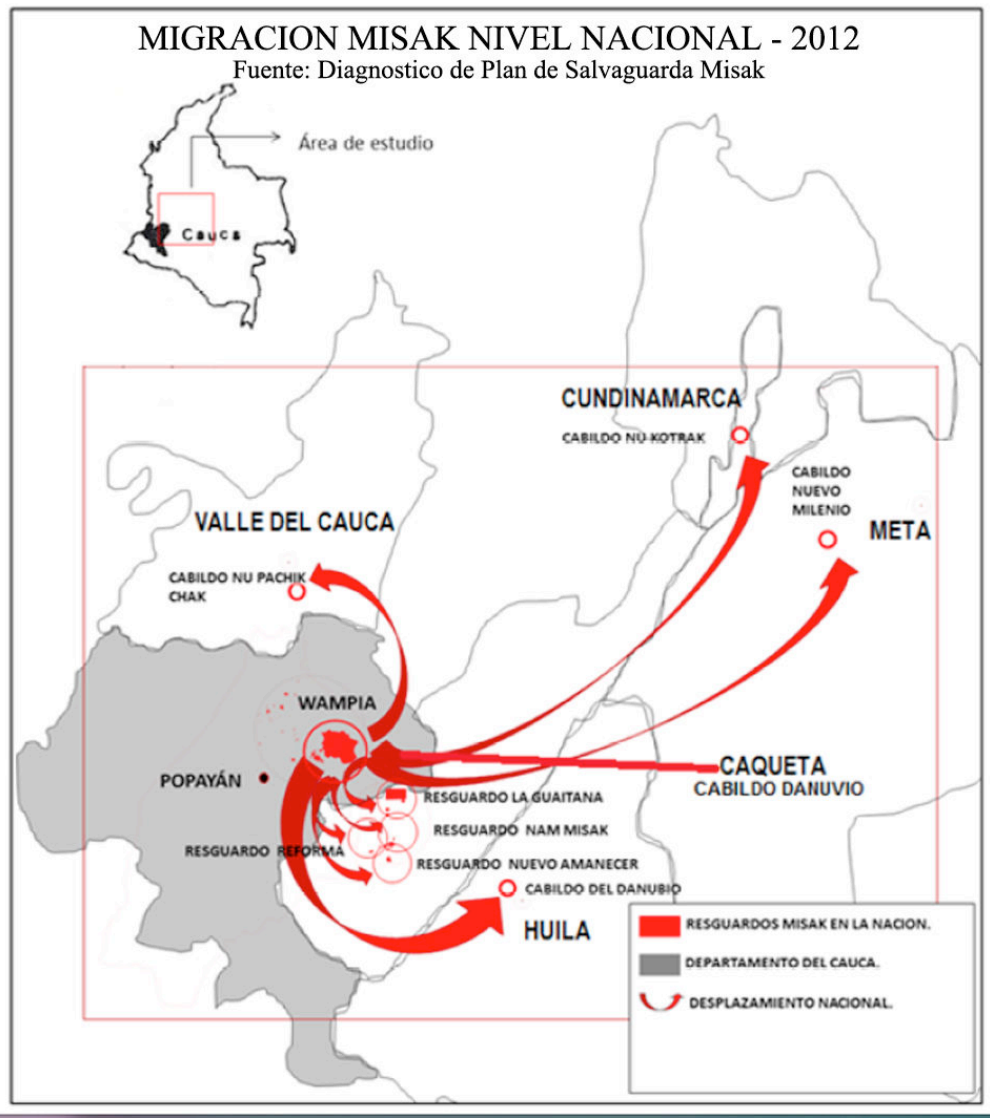 MIGRACION MISAK NIVEL NACIONAL - 2012
Fuente: Diagnostico de Plan de Salvaguarda Misak
Área de estudio
Cauca
CUNDINAMARCA
CABILDO NU KOTRAK
CABILDO
NUEVO
MILENIO
META
VALLE DEL CAUCA
CABILDO NU PACHIK
CHAK
WAMPIA
POPAYÁN
CAQUETA
CABILDO DANUVIO
RESGUARDO LA GUAITANA
RESGUARDO NAM MISAK
RESGUARDO REFORMA
RESGUARDO NUEVO AMANECER
CABILDO DEL DANUBIO
HUILA
RESGUARDOS MISAK EN LA NACION.
DEPARTAMENTO DEL CAUCA.
DESPLAZAMIENTO NACIONAL.